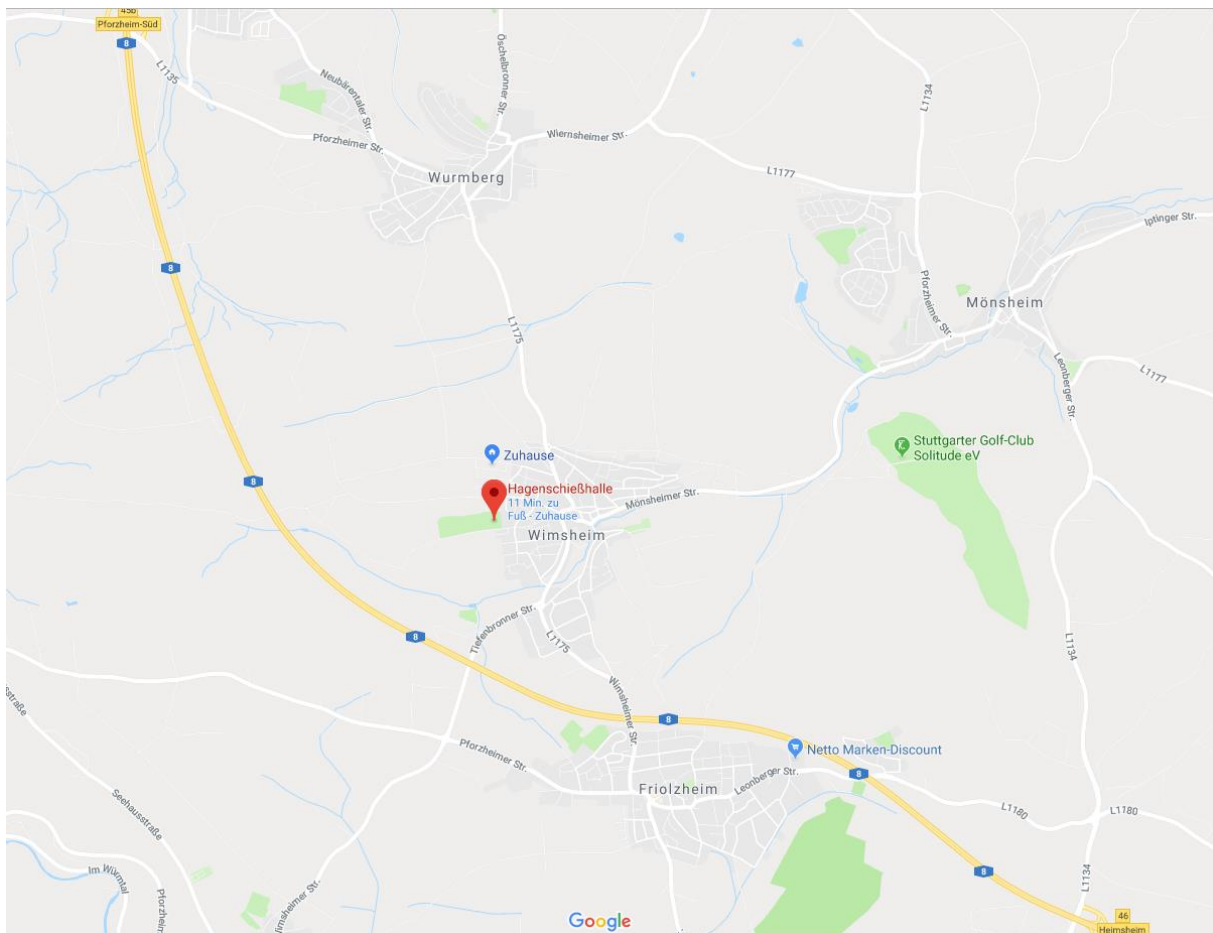 45b
Pforzheim-Süd
8
L1135
Neubärentaler Str.
Öschelbronner Str.
L1134
Pforzheimer Str.
Wiernsheimer Str.
Wurmberg
L1177
Iptinger Str.
8
Pforzheimer Str.
Mönsheim
L1175
Leonberger Str.
L1177
Stuttgarter Golf-Club
Solitude eV
Zuhause
8
Hagenschießhalle
11 Min. zu
Fuß - Zuhause
Mönsheimer Str.
Wimsheim
Tiefenbronner Str.
8
L1175
L1134
Wimsheimer Str.
8
Pforzheimer Str.
Netto Marken-Discount
8
Leonberger Str.
Friolzheim
Seehausstraße
L1180
L1180
Im Würmtal
8
L1134
Wimsheimer Str.
Google
46
Heimsheim